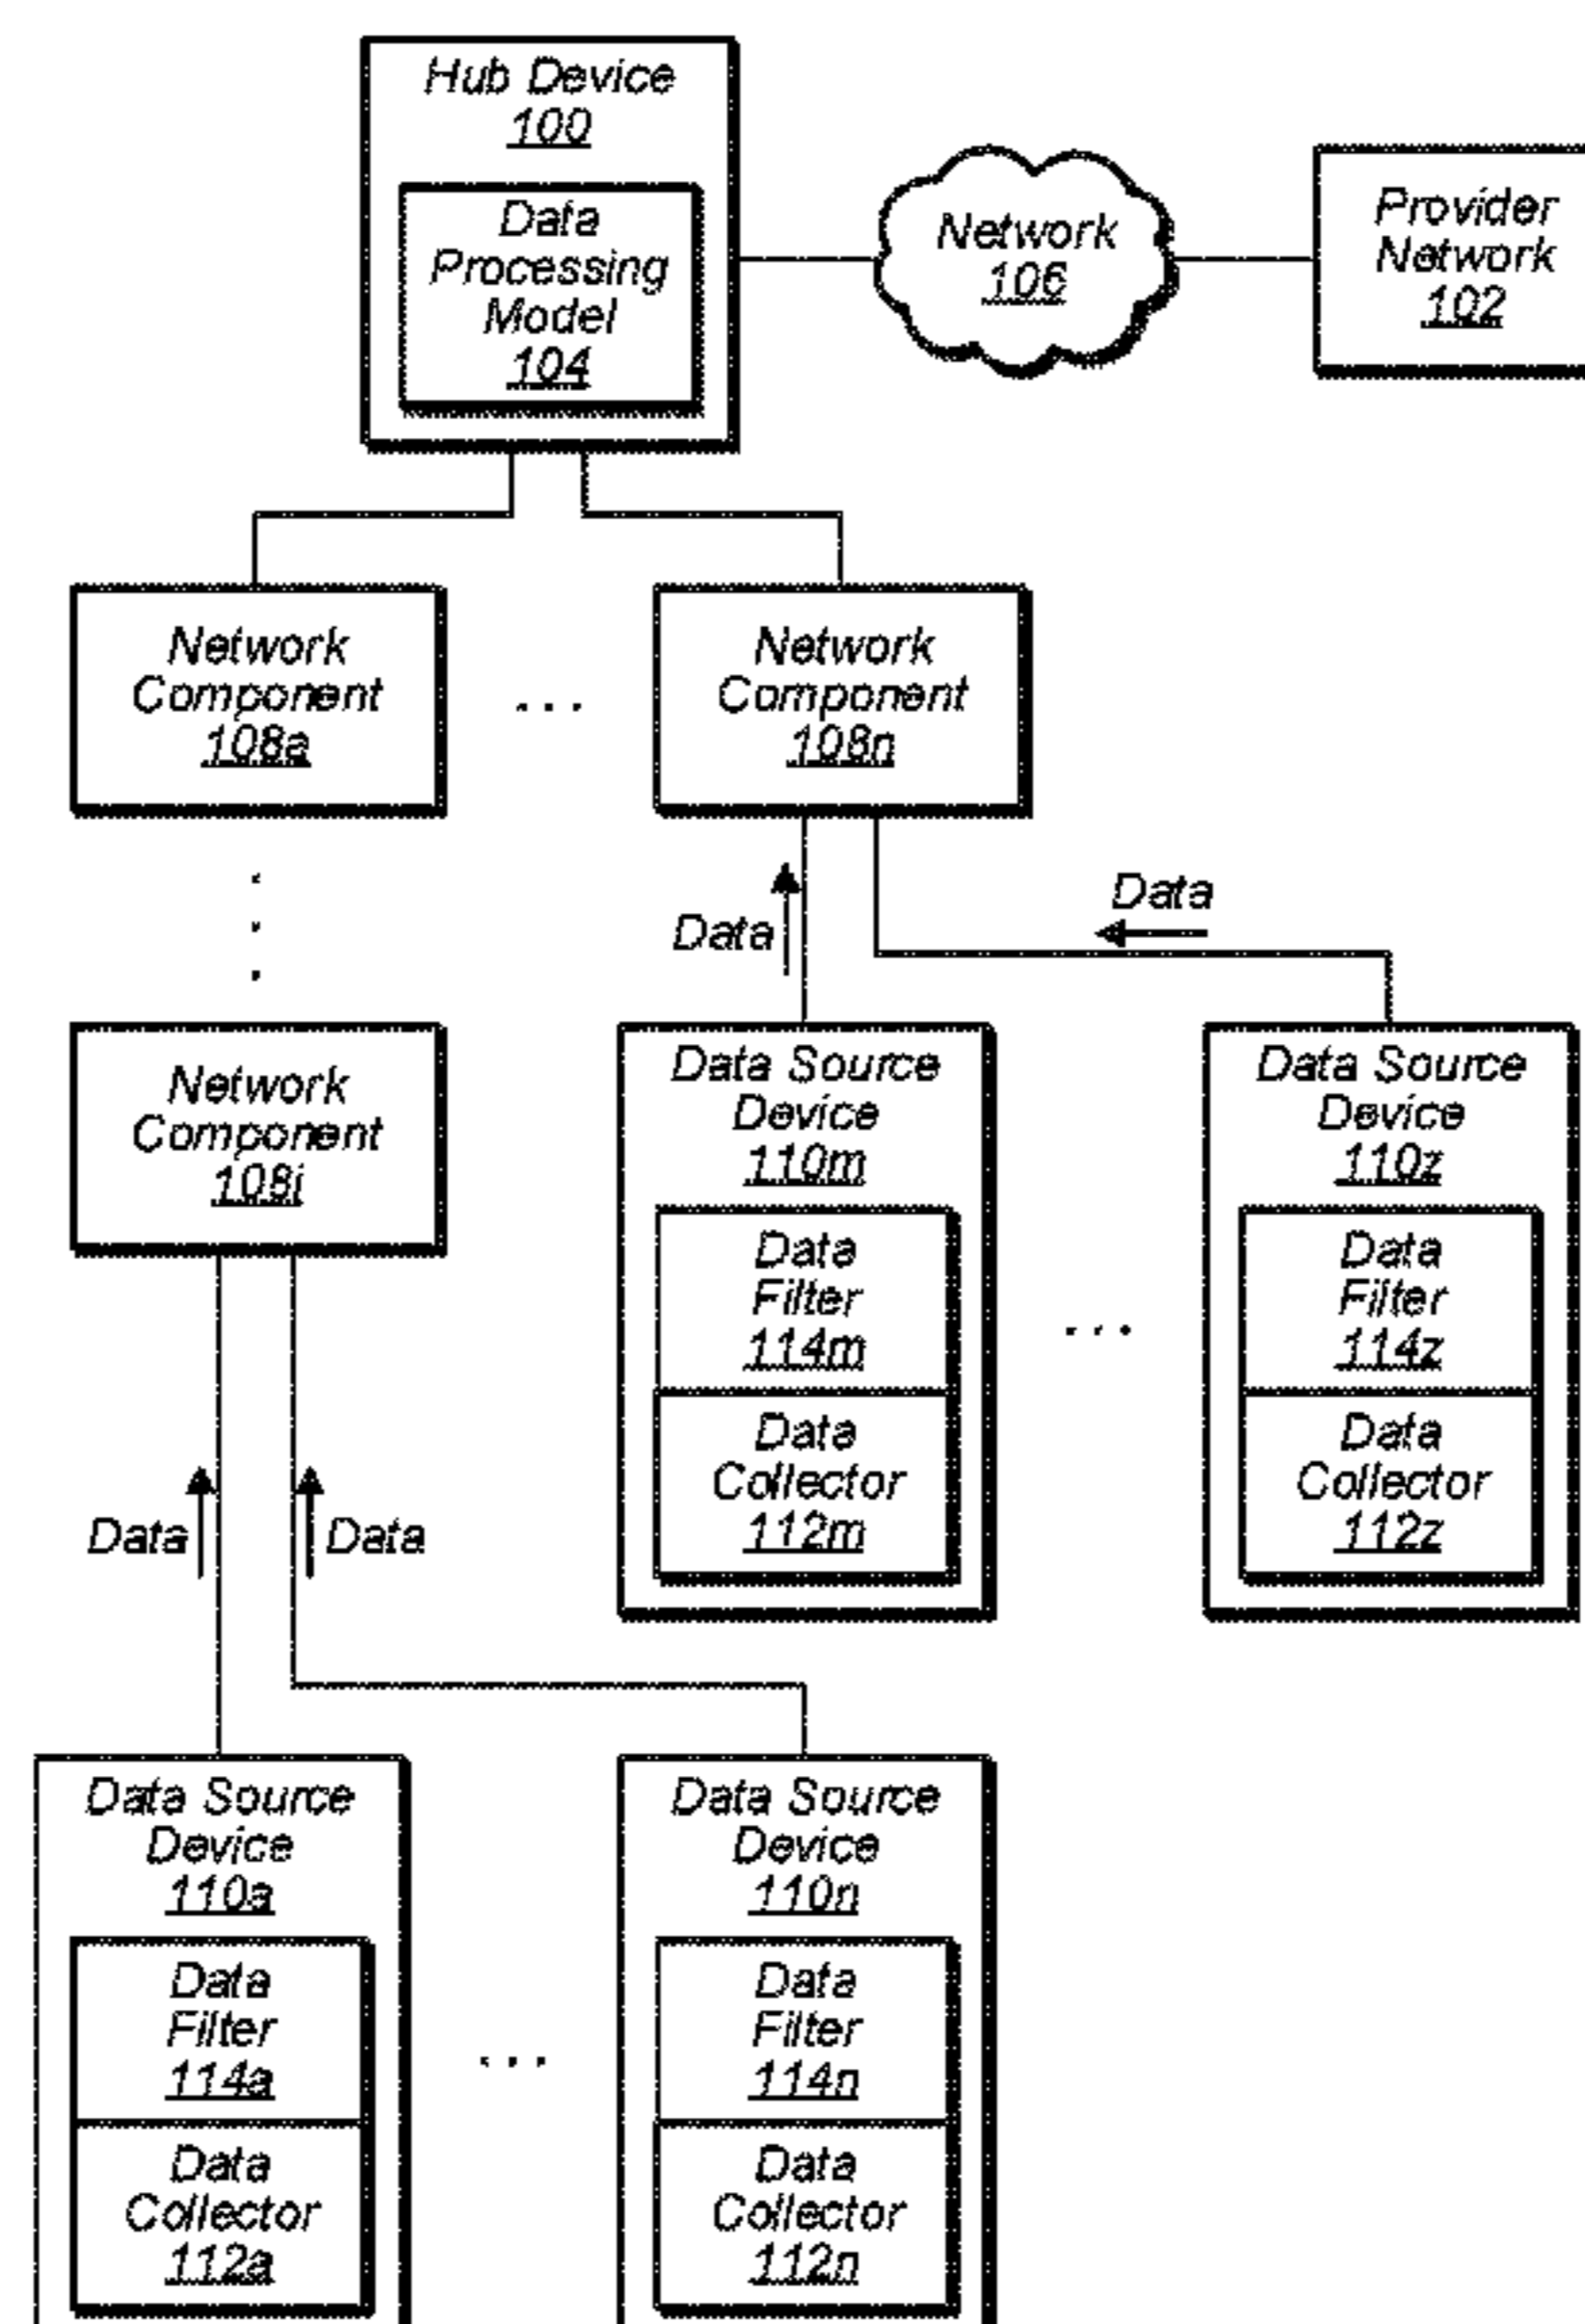 Hub Device
100
Data
Processing
Model
104
Network
106
Provider
Network
102
Network
Component
108a
...
Network
Component
108n
Data
Data
Network
Component
108i
Data Source
Device
110m
Data
Filter
114m
Data
Collector
112m
...
Data Source
Device
110z
Data
Filter
114z
Data
Collector
112z
Data
Data
Data Source
Device
110a
Data
Filter
114a
Data
Collector
112a
...
Data Source
Device
110n
Data
Filter
114n
Data
Collector
112n